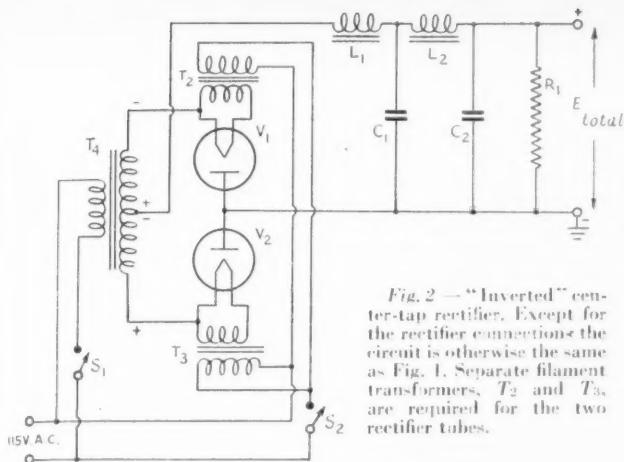 L1
L2
+
T2
R1
E total
C1
C2
V1
T4
-
+
-
V2
-
+
T3
S1
S2
115V. A.C.
Fig. 2 — "Inverted" cen-
ter-tap rectifier. Except for
the rectifier connections the
circuit is otherwise the same
as Fig. 1. Separate filament
transformers, T2 and T3,
are required for the two
rectifier tubes.